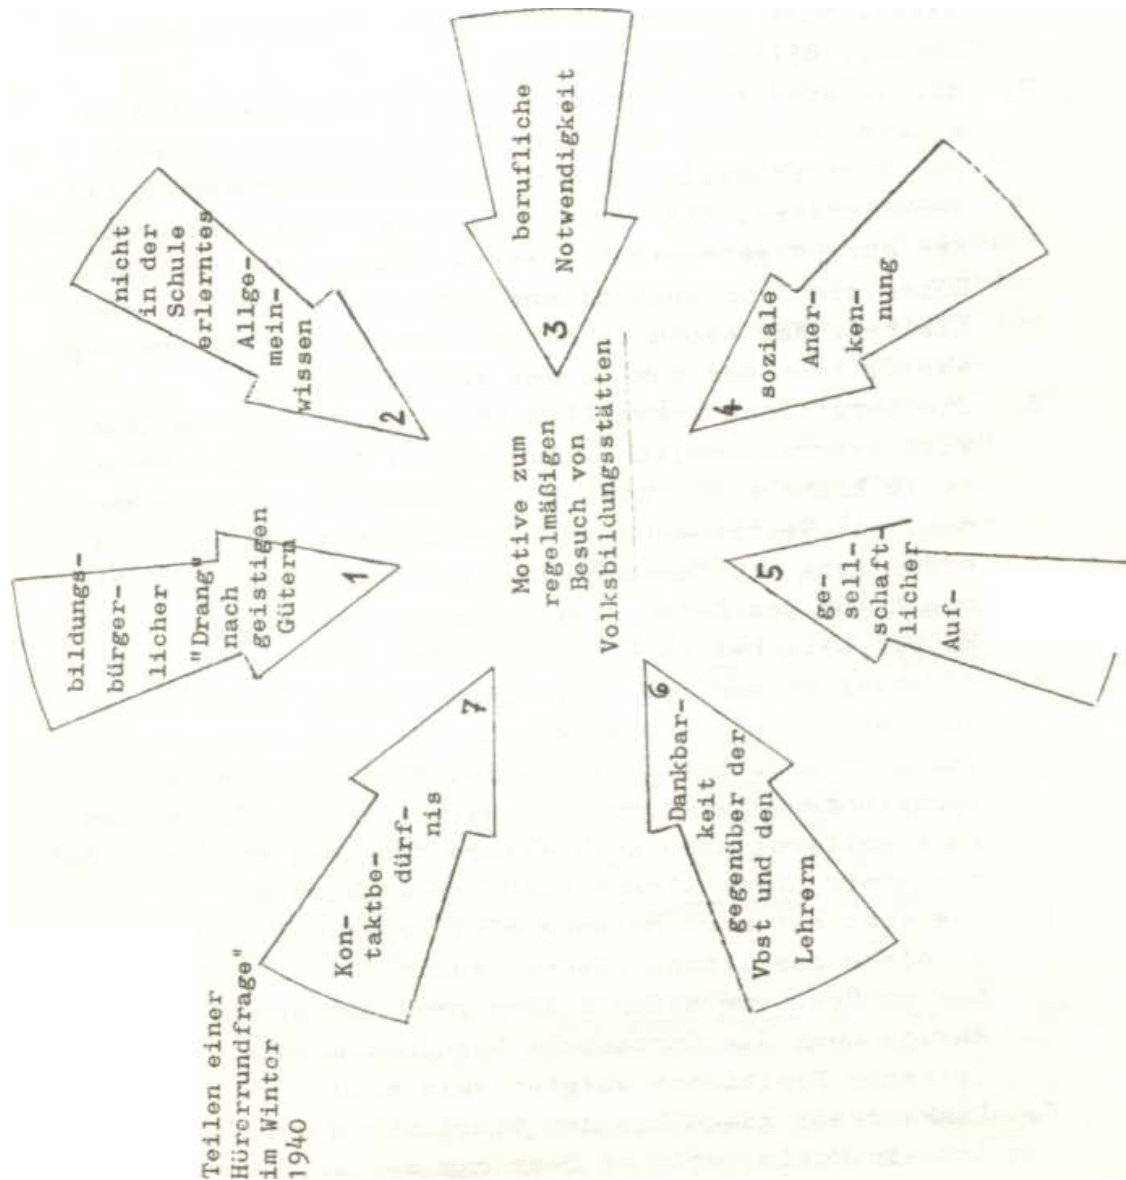 Teilen einer
Hörerrundfrage"
im Winter
1940
Motive zum
regelmäßigen
Besuch von
Volksbildungsstätten
1
bildungs-
bürger-
licher
"Drang"
nach
geistigen
Gütern
2
nicht
in der
Schule
erlerntes
Allge-
mein-
wissen
3
berufliche
Notwendigkeit
4
soziale
Aner-
ken-
nung
5
ge-
sell-
schaft-
licher
Auf-
6
Dankbar-
keit
gegenüber der
Vbst und den
Lehrern
7
Kon-
taktbe-
dürf-
nis